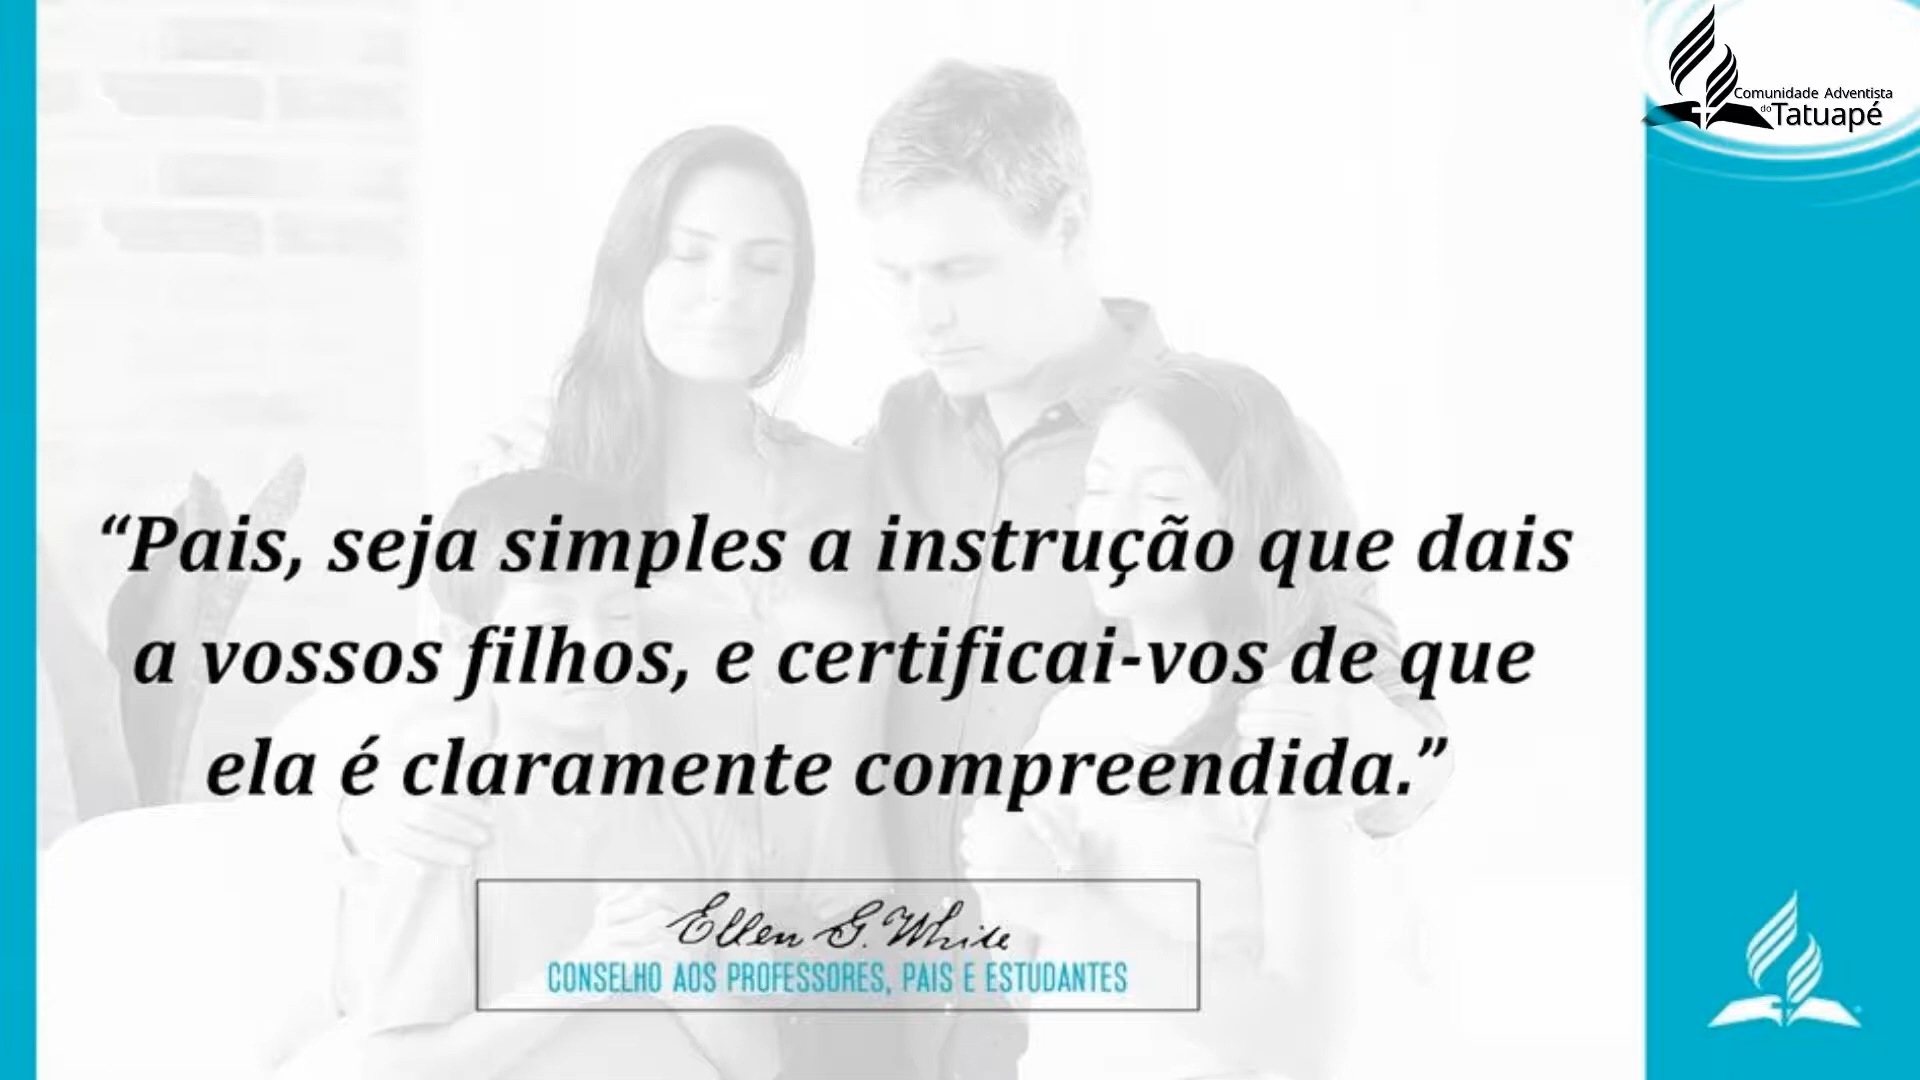 Comunidade Adventista
do Tatuapé
“Pais, seja simples a instrução que dais
a vossos filhos, e certificai-vos de que
ela é claramente compreendida.”
Ellen G. White
CONSELHO AOS PROFESSORES, PAIS E ESTUDANTES